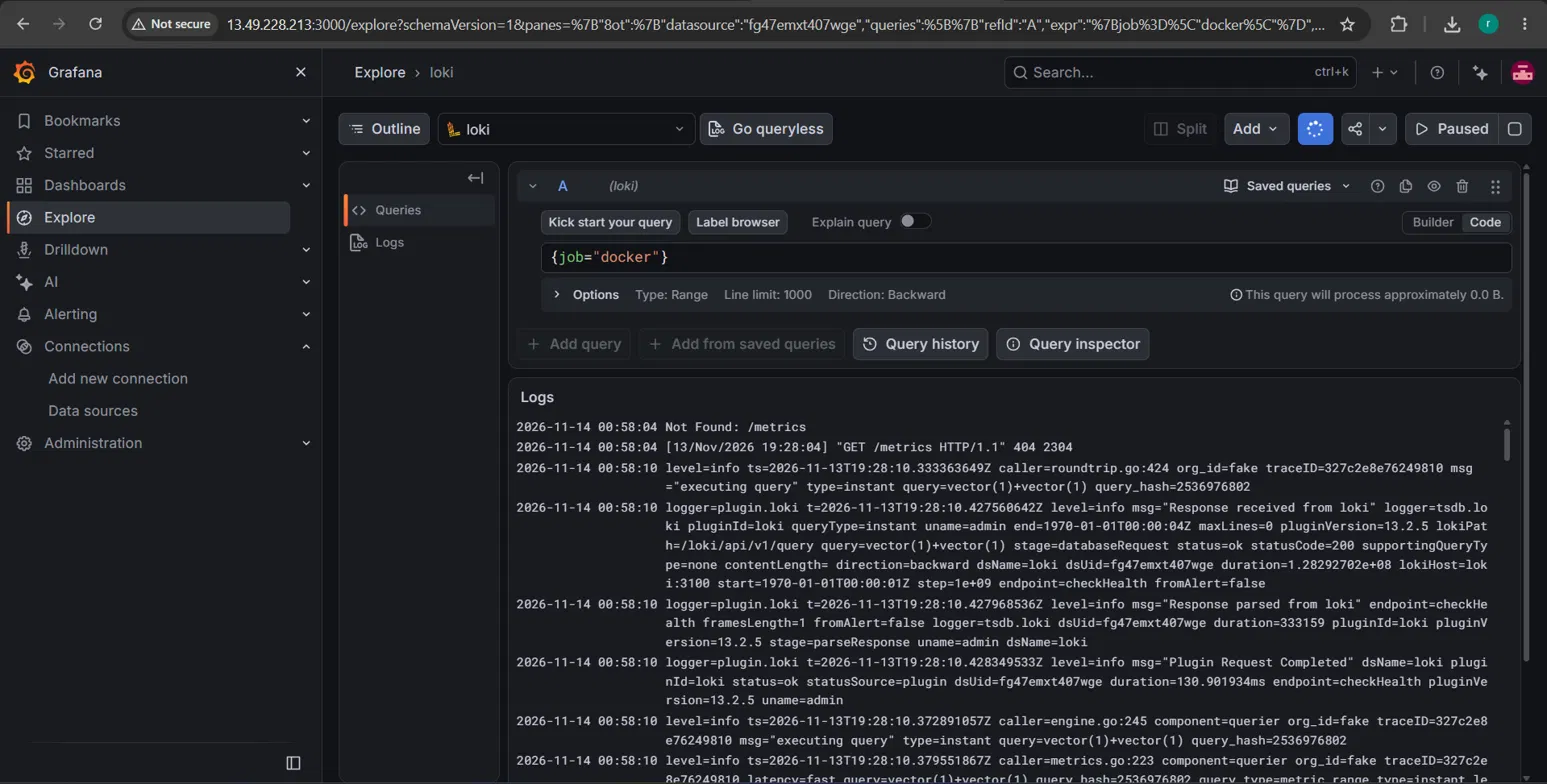 Not secure
13.49.228.213:3000/explore?schemaVersion=1&panes=%7B"8ot":%7B"datasource":"fg47emxt407wge","queries":%5B%7B"refId":"A","expr":"%7Bjob%3D%5C"docker%5C"%7D",...
r
Grafana
Explore › loki
Search...
ctrl+k
Bookmarks
Starred
Dashboards
Explore
Drilldown
AI
Alerting
Connections
Add new connection
Data sources
Administration
Outline
loki
LOG
Go queryless
Split
Add
Paused
Queries
LOG
Logs
A
(loki)
Saved queries
Kick start your query
Label browser
Explain query
Builder
Code
{job="docker"}
Options Type: Range Line limit: 1000 Direction: Backward
This query will process approximately 0.0 B.
+ Add query
+ Add from saved queries
Query history
Query inspector
Logs
2026-11-14 00:58:04 Not Found: /metrics
2026-11-14 00:58:04 [13/Nov/2026 19:28:04] "GET /metrics HTTP/1.1" 404 2304
2026-11-14 00:58:10 level=info ts=2026-11-13T19:28:10.333363649Z caller=roundtrip.go:424 org_id=fake traceID=327c2e8e76249810 msg
="executing query" type=instant query=vector(1)+vector(1) query_hash=2536976802
2026-11-14 00:58:10 logger=plugin.loki t=2026-11-13T19:28:10.427560642Z level=info msg="Response received from loki" logger=tsdb.lo
ki pluginId=loki queryType=instant uname=admin end=1970-01-01T00:00:04Z maxLines=0 pluginVersion=13.2.5 lokiPat
h=/loki/api/v1/query query=vector(1)+vector(1) stage=databaseRequest status=ok statusCode=200 supportingQueryTy
pe=none contentLength= direction=backward dsName=loki dsUid=fg47emxt407wge duration=1.28292702e+08 lokiHost=lok
i:3100 start=1970-01-01T00:00:01Z step=1e+09 endpoint=checkHealth fromAlert=false
2026-11-14 00:58:10 logger=plugin.loki t=2026-11-13T19:28:10.427968536Z level=info msg="Response parsed from loki" endpoint=checkHe
alth framesLength=1 fromAlert=false logger=tsdb.loki dsUid=fg47emxt407wge duration=333159 pluginId=loki pluginV
ersion=13.2.5 stage=parseResponse uname=admin dsName=loki
2026-11-14 00:58:10 logger=plugin.loki t=2026-11-13T19:28:10.428349533Z level=info msg="Plugin Request Completed" dsName=loki plugi
nId=loki status=ok statusSource=plugin dsUid=fg47emxt407wge duration=130.901934ms endpoint=checkHealth pluginVe
rsion=13.2.5 uname=admin
2026-11-14 00:58:10 level=info ts=2026-11-13T19:28:10.372891057Z caller=engine.go:245 component=querier org_id=fake traceID=327c2e8
e76249810 msg="executing query" type=instant query=vector(1)+vector(1) query_hash=2536976802
2026-11-14 00:58:10 level=info ts=2026-11-13T19:28:10.379551867Z caller=metrics.go:223 component=querier org_id=fake traceID=327c2e
8e76249810 latency=fast query=vector(1)+vector(1) query_hash=2536976802 query_type=metric range_type=instant le